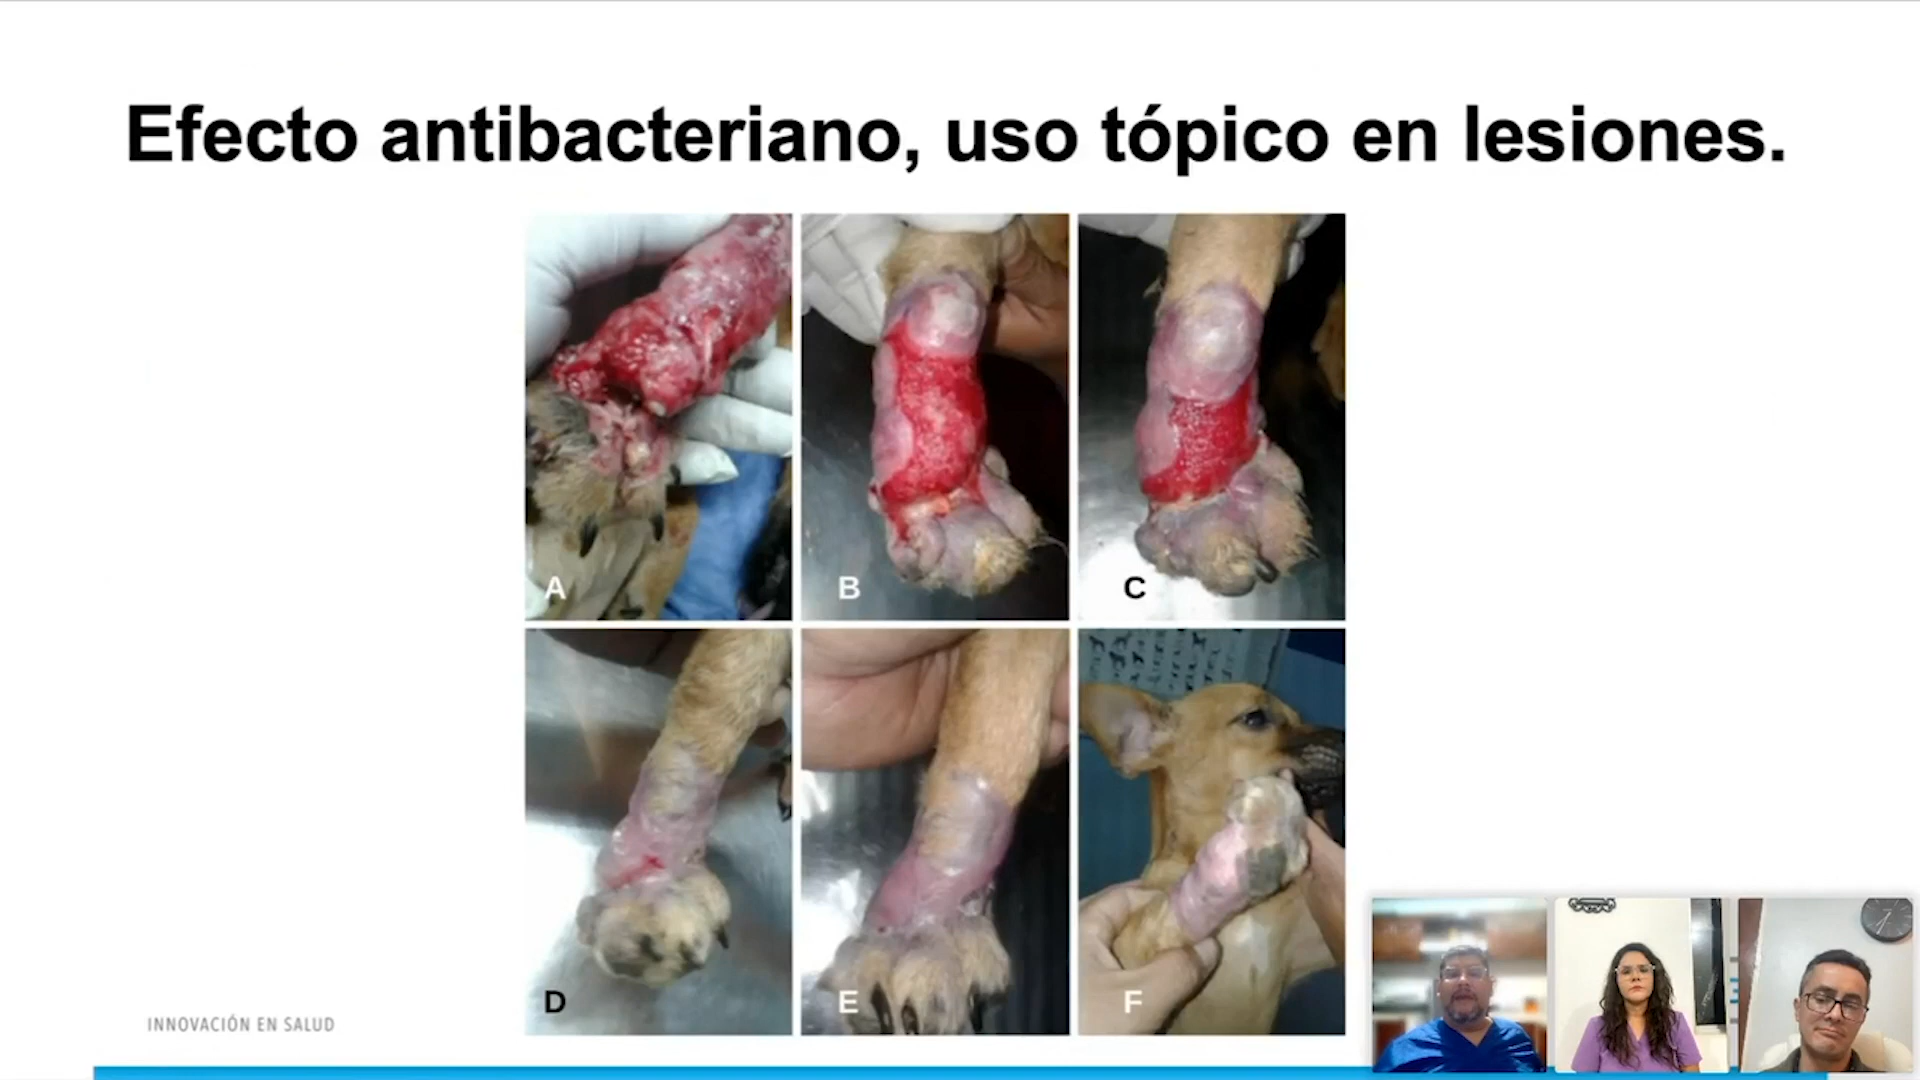 Efecto antibacteriano, uso tópico en lesiones.
A
B
C
D
E
F
INNOVACIÓN EN SALUD